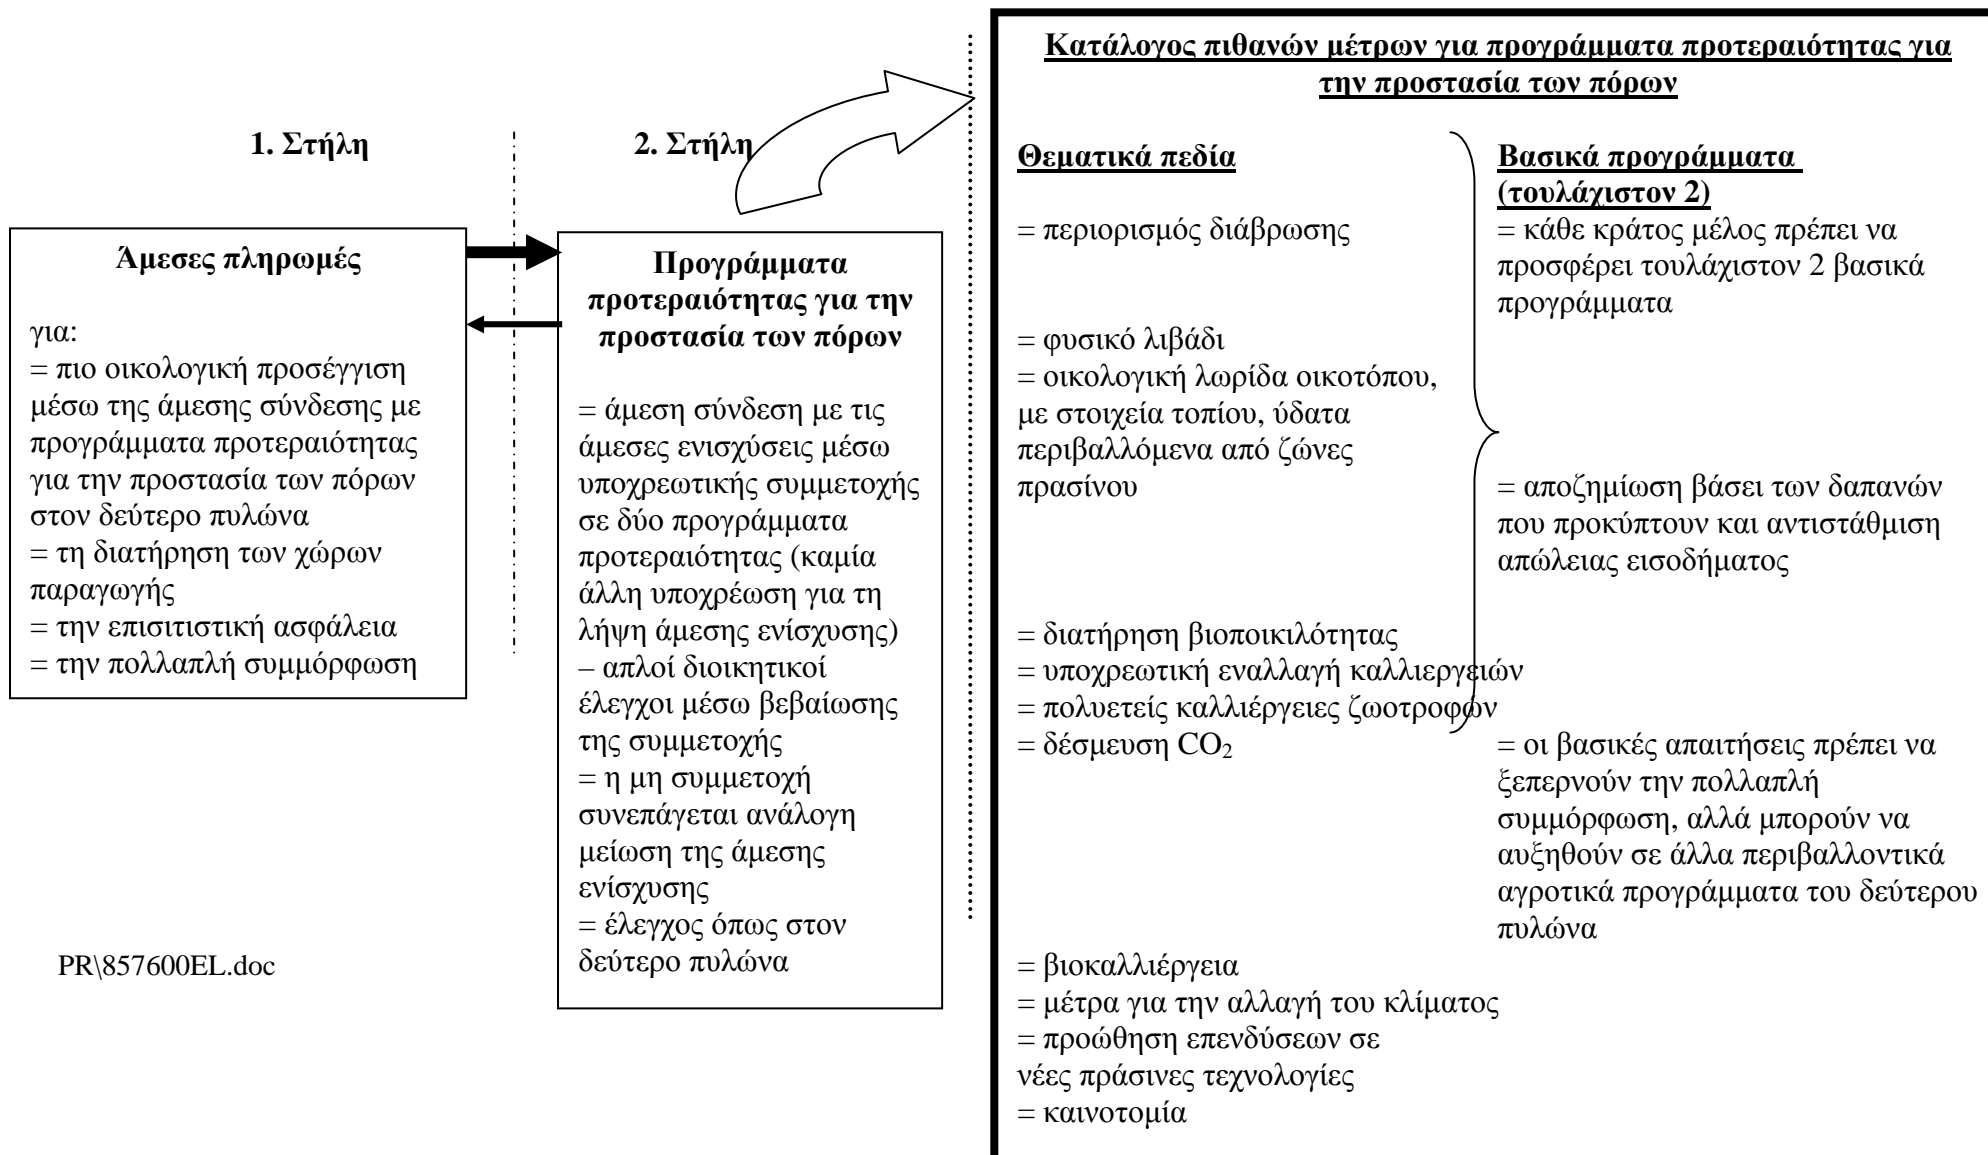 1. Στήλη
Άμεσες πληρωμές
για:
= πιο οικολογική προσέγγιση
μέσω της άμεσης σύνδεσης με
προγράμματα προτεραιότητας
για την προστασία των πόρων
στον δεύτερο πυλώνα
= τη διατήρηση των χώρων
παραγωγής
= την επισιτιστική ασφάλεια
= την πολλαπλή συμμόρφωση
2. Στήλη
Προγράμματα
προτεραιότητας για την
προστασία των πόρων
= άμεση σύνδεση με τις
άμεσες ενισχύσεις μέσω
υποχρεωτικής συμμετοχής
σε δύο προγράμματα
προτεραιότητας (καμία
άλλη υποχρέωση για τη
λήψη άμεσης ενίσχυσης)
– απλοί διοικητικοί
έλεγχοι μέσω βεβαίωσης
της συμμετοχής
= η μη συμμετοχή
συνεπάγεται ανάλογη
μείωση της άμεσης
ενίσχυσης
= έλεγχος όπως στον
δεύτερο πυλώνα
Κατάλογος πιθανών μέτρων για προγράμματα προτεραιότητας για
την προστασία των πόρων
Θεματικά πεδία
= περιορισμός διάβρωσης
= φυσικό λιβάδι
= οικολογική λωρίδα οικοτόπου,
με στοιχεία τοπίου, ύδατα
περιβαλλόμενα από ζώνες
πρασίνου
= διατήρηση βιοποικιλότητας
= υποχρεωτική εναλλαγή καλλιεργειών
= πολυετείς καλλιέργειες ζωοτροφών
= δέσμευση CO₂
= βιοκαλλιέργεια
= μέτρα για την αλλαγή του κλίματος
= προώθηση επενδύσεων σε
νέες πράσινες τεχνολογίες
= καινοτομία
Βασικά προγράμματα
(τουλάχιστον 2)
= κάθε κράτος μέλος πρέπει να
προσφέρει τουλάχιστον 2 βασικά
προγράμματα
= αποζημίωση βάσει των δαπανών
που προκύπτουν και αντιστάθμιση
απώλειας εισοδήματος
= οι βασικές απαιτήσεις πρέπει να
ξεπερνούν την πολλαπλή
συμμόρφωση, αλλά μπορούν να
αυξηθούν σε άλλα περιβαλλοντικά
αγροτικά προγράμματα του δεύτερου
πυλώνα
PR\857600EL.doc